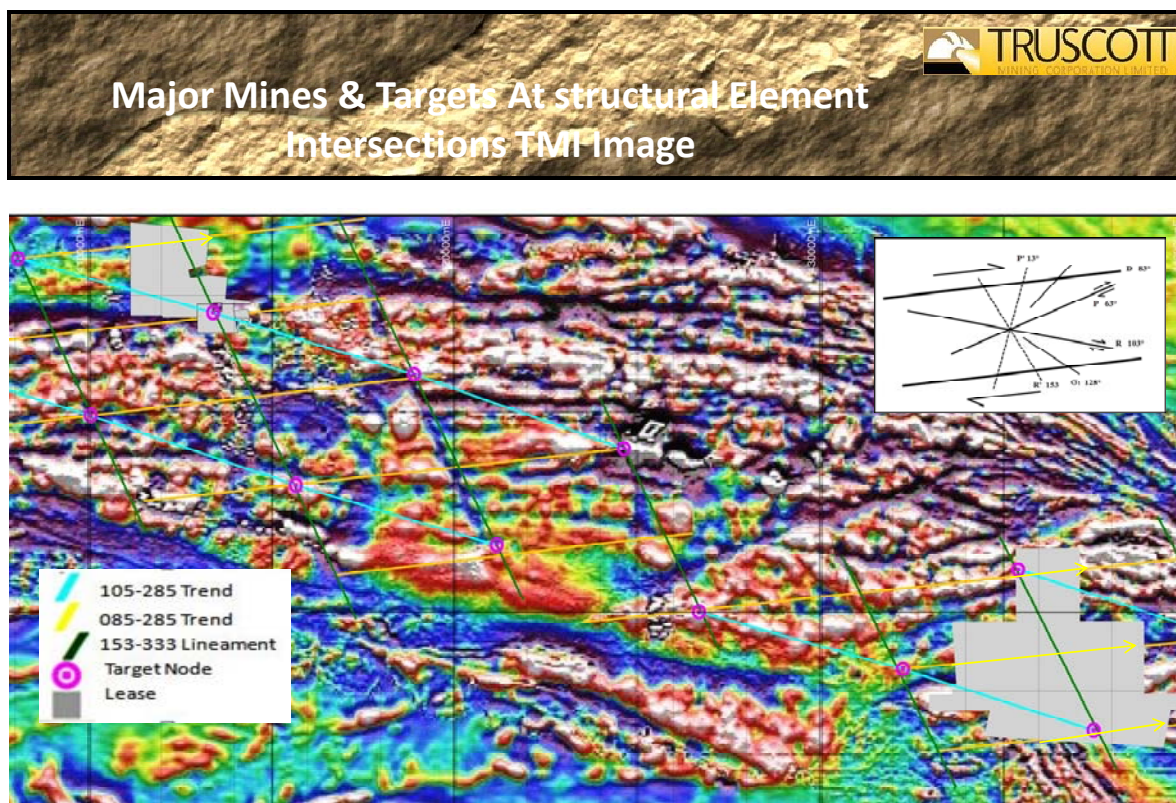 TRUSCOTT
MINING CORPORATION LIMITED
Major Mines & Targets At structural Element
Intersections TMI Image
P' 13°
D 83°
P 63°
R 103°
R' 153
O: 128°
105-285 Trend
085-285 Trend
153-333 Lineament
Target Node
Lease